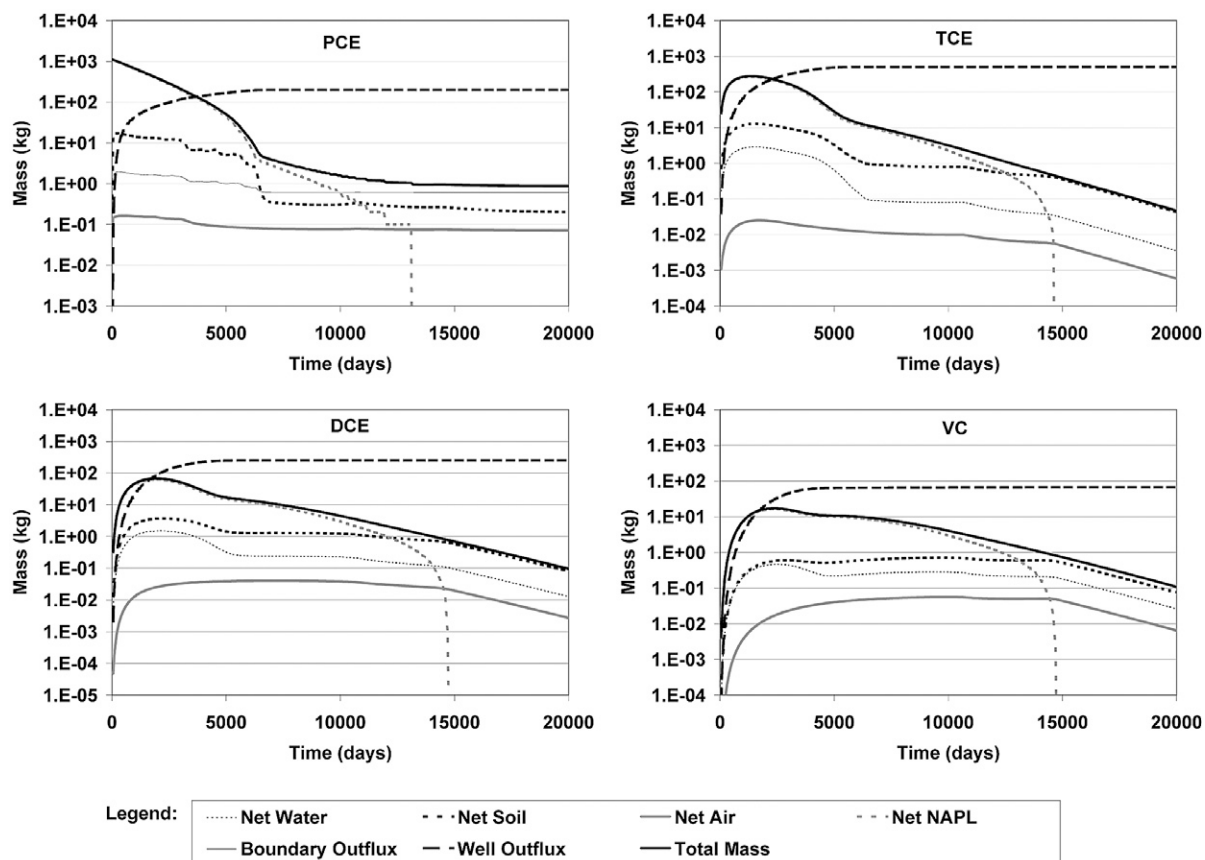 PCE
1.E+04
1.E+03
1.E+02
1.E+01
1.E+00
1.E-01
1.E-02
1.E-03
Mass (kg)
0 5000 10000 15000 20000
Time (days)
TCE
1.E+04
1.E+03
1.E+02
1.E+01
1.E+00
1.E-01
1.E-02
1.E-03
1.E-04
Mass (kg)
0 5000 10000 15000 20000
Time (days)
DCE
1.E+04
1.E+03
1.E+02
1.E+01
1.E+00
1.E-01
1.E-02
1.E-03
1.E-04
1.E-05
Mass (kg)
0 5000 10000 15000 20000
Time (days)
VC
1.E+04
1.E+03
1.E+02
1.E+01
1.E+00
1.E-01
1.E-02
1.E-03
1.E-04
Mass (kg)
0 5000 10000 15000 20000
Time (days)
Legend:
Net Water Net Soil Net Air Net NAPL
Boundary Outflux Well Outflux Total Mass